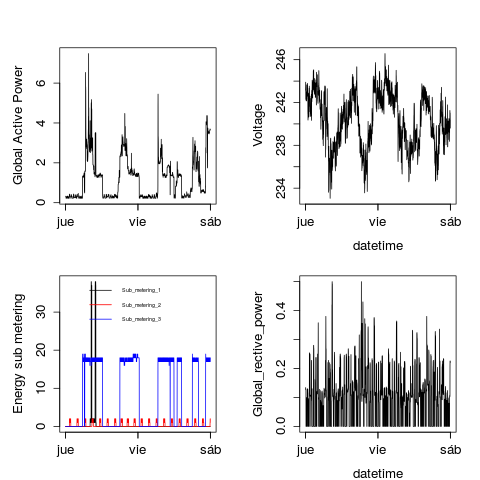 Global Active Power
0 2 4 6
jue vie sáb
Voltage
234 238 242 246
jue vie sáb
datetime
Energy sub metering
0 10 20 30
Sub_metering_1
Sub_metering_2
Sub_metering_3
jue vie sáb
Global_rective_power
0.0 0.2 0.4
jue vie sáb
datetime